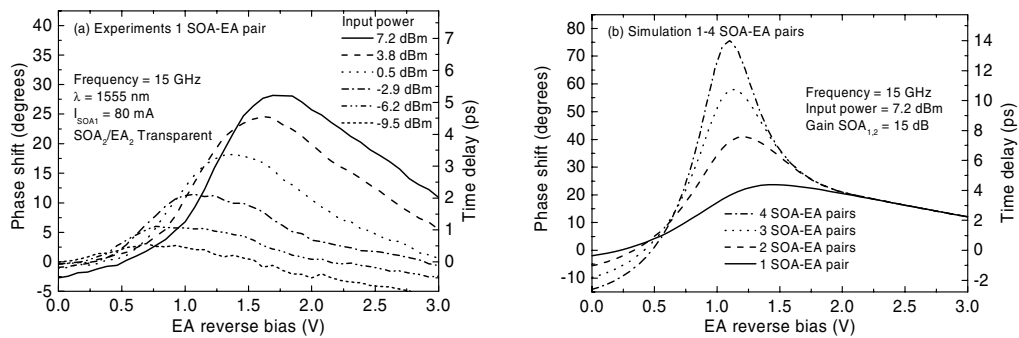 (a) Experiments 1 SOA-EA pair
Input power
7.2 dBm
3.8 dBm
0.5 dBm
-2.9 dBm
-6.2 dBm
-9.5 dBm
Frequency = 15 GHz
λ = 1555 nm
I_SOA1 = 80 mA
SOA2/EA2 Transparent
Phase shift (degrees)
40
35
30
25
20
15
10
5
0
-5
0.0 0.5 1.0 1.5 2.0 2.5 3.0
EA reverse bias (V)
7
6
5
4
3
2
1
0
Time delay (ps)
(b) Simulation 1-4 SOA-EA pairs
Frequency = 15 GHz
Input power = 7.2 dBm
Gain SOA1,2 = 15 dB
4 SOA-EA pairs
3 SOA-EA pairs
2 SOA-EA pairs
1 SOA-EA pair
Phase shift (degrees)
80
70
60
50
40
30
20
10
0
-10
0.0 0.5 1.0 1.5 2.0 2.5 3.0
EA reverse bias (V)
14
12
10
8
6
4
2
0
-2
Time delay (ps)